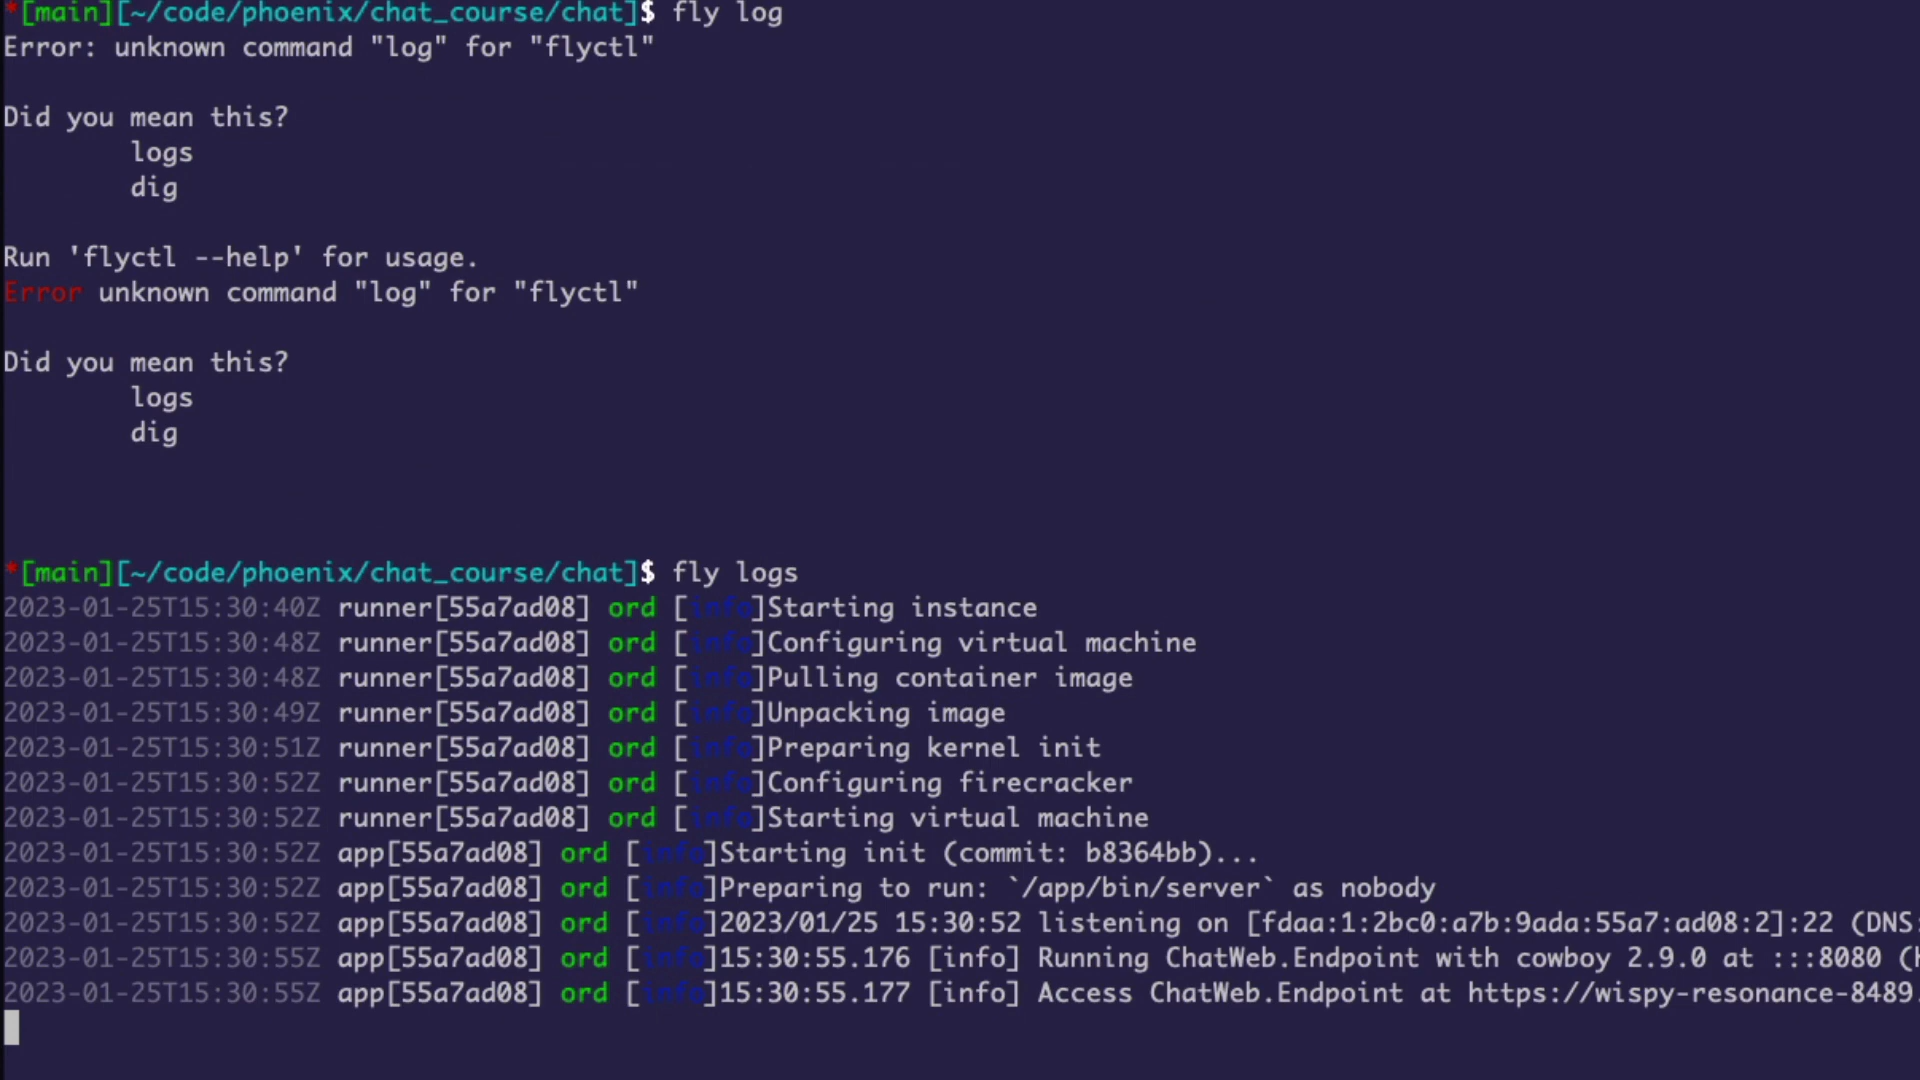 *[main][~/code/phoenix/chat_course/chat]$ fly log
Error: unknown command "log" for "flyctl"
Did you mean this?
logs
dig
Run 'flyctl --help' for usage.
Error unknown command "log" for "flyctl"
Did you mean this?
logs
dig
*[main][~/code/phoenix/chat_course/chat]$ fly logs
2023-01-25T15:30:40Z runner[55a7ad08] ord [info]Starting instance
2023-01-25T15:30:48Z runner[55a7ad08] ord [info]Configuring virtual machine
2023-01-25T15:30:48Z runner[55a7ad08] ord [info]Pulling container image
2023-01-25T15:30:49Z runner[55a7ad08] ord [info]Unpacking image
2023-01-25T15:30:51Z runner[55a7ad08] ord [info]Preparing kernel init
2023-01-25T15:30:52Z runner[55a7ad08] ord [info]Configuring firecracker
2023-01-25T15:30:52Z runner[55a7ad08] ord [info]Starting virtual machine
2023-01-25T15:30:52Z app[55a7ad08] ord [info]Starting init (commit: b8364bb)...
2023-01-25T15:30:52Z app[55a7ad08] ord [info]Preparing to run: `/app/bin/server` as nobody
2023-01-25T15:30:52Z app[55a7ad08] ord [info]2023/01/25 15:30:52 listening on [fdaa:1:2bc0:a7b:9ada:55a7:ad08:2]:22 (DNS:
2023-01-25T15:30:55Z app[55a7ad08] ord [info]15:30:55.176 [info] Running ChatWeb.Endpoint with cowboy 2.9.0 at :::8080 (
2023-01-25T15:30:55Z app[55a7ad08] ord [info]15:30:55.177 [info] Access ChatWeb.Endpoint at https://wispy-resonance-8489.